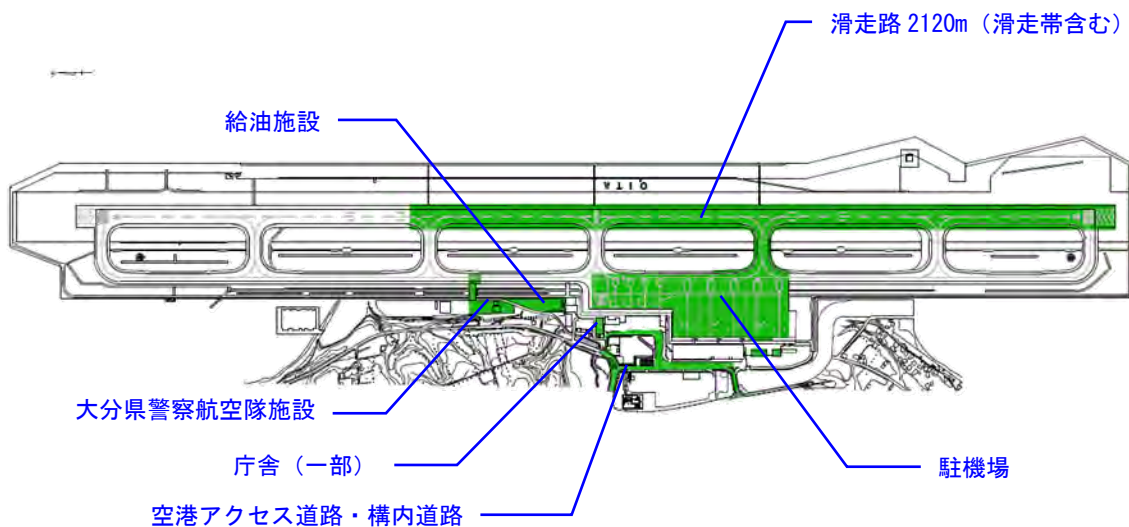 滑走路 2120m（滑走帯含む）
給油施設
OITA
大分県警察航空隊施設
庁舎（一部）
駐機場
空港アクセス道路・構内道路